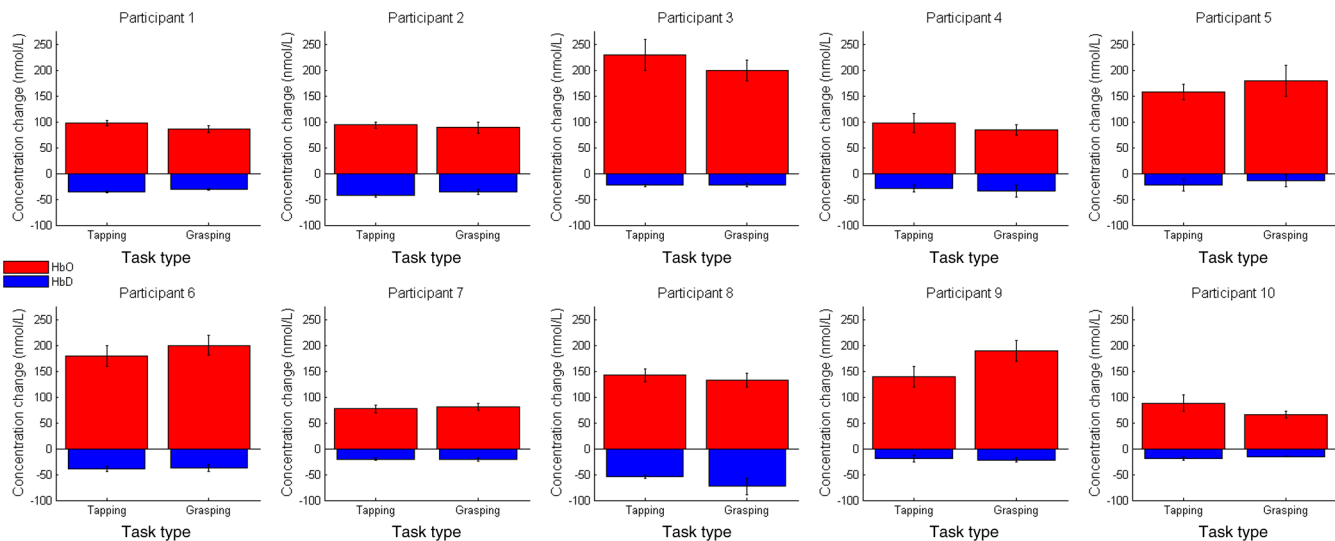 Participant 1
Participant 2
Participant 3
Participant 4
Participant 5
Concentration change (nmol/L)
250
200
150
100
50
0
-50
-100
Tapping
Grasping
Task type
Concentration change (nmol/L)
250
200
150
100
50
0
-50
-100
Tapping
Grasping
Task type
Concentration change (nmol/L)
250
200
150
100
50
0
-50
-100
Tapping
Grasping
Task type
Concentration change (nmol/L)
250
200
150
100
50
0
-50
-100
Tapping
Grasping
Task type
Concentration change (nmol/L)
250
200
150
100
50
0
-50
-100
Tapping
Grasping
Task type
HbO
HbD
Participant 6
Participant 7
Participant 8
Participant 9
Participant 10
Concentration change (nmol/L)
250
200
150
100
50
0
-50
-100
Tapping
Grasping
Task type
Concentration change (nmol/L)
250
200
150
100
50
0
-50
-100
Tapping
Grasping
Task type
Concentration change (nmol/L)
250
200
150
100
50
0
-50
-100
Tapping
Grasping
Task type
Concentration change (nmol/L)
250
200
150
100
50
0
-50
-100
Tapping
Grasping
Task type
Concentration change (nmol/L)
250
200
150
100
50
0
-50
-100
Tapping
Grasping
Task type